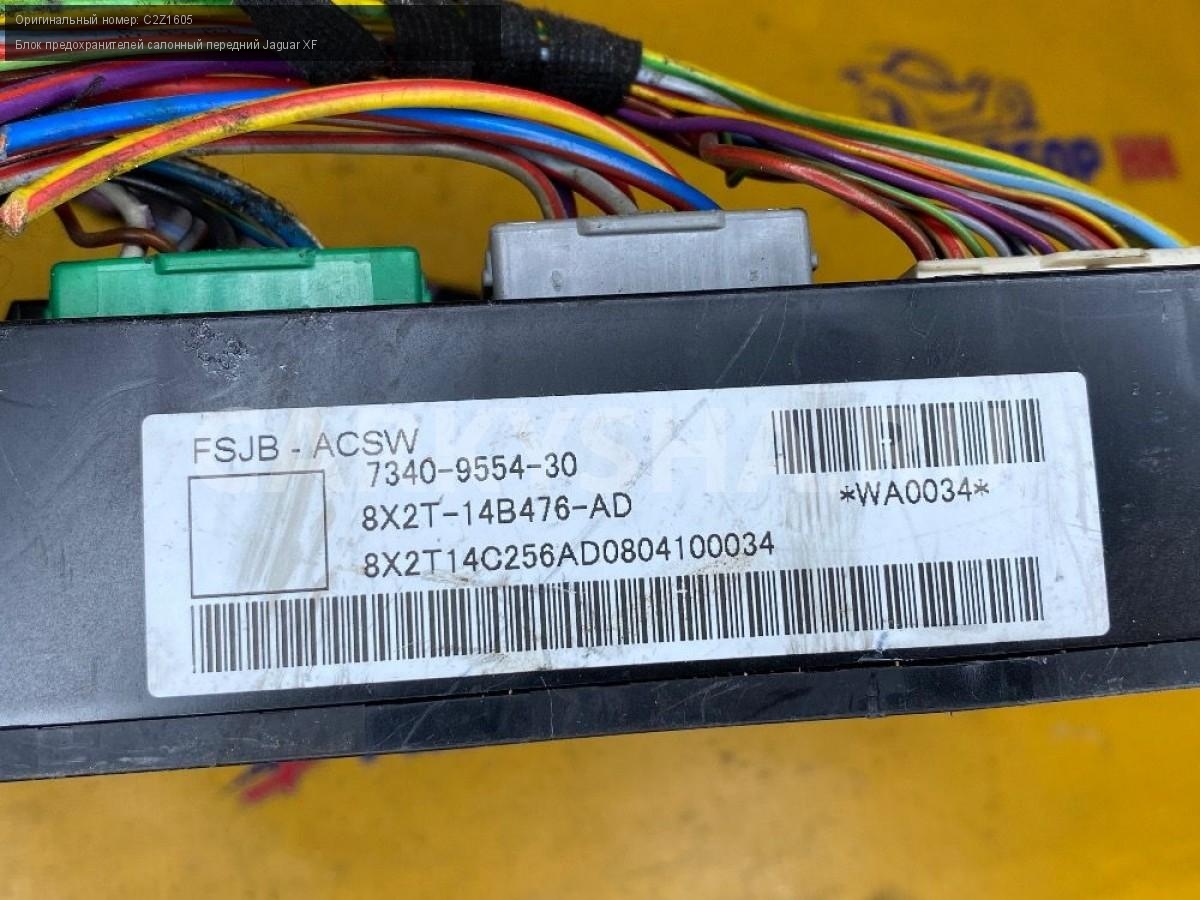 Оригинальный номер: C2Z1605
Блок предохранителей салонный передний Jaguar XF
FSJB - ACSW
7340-9554-30
8X2T-14B476-AD
*WA0034*
8X2T14C256AD0804100034